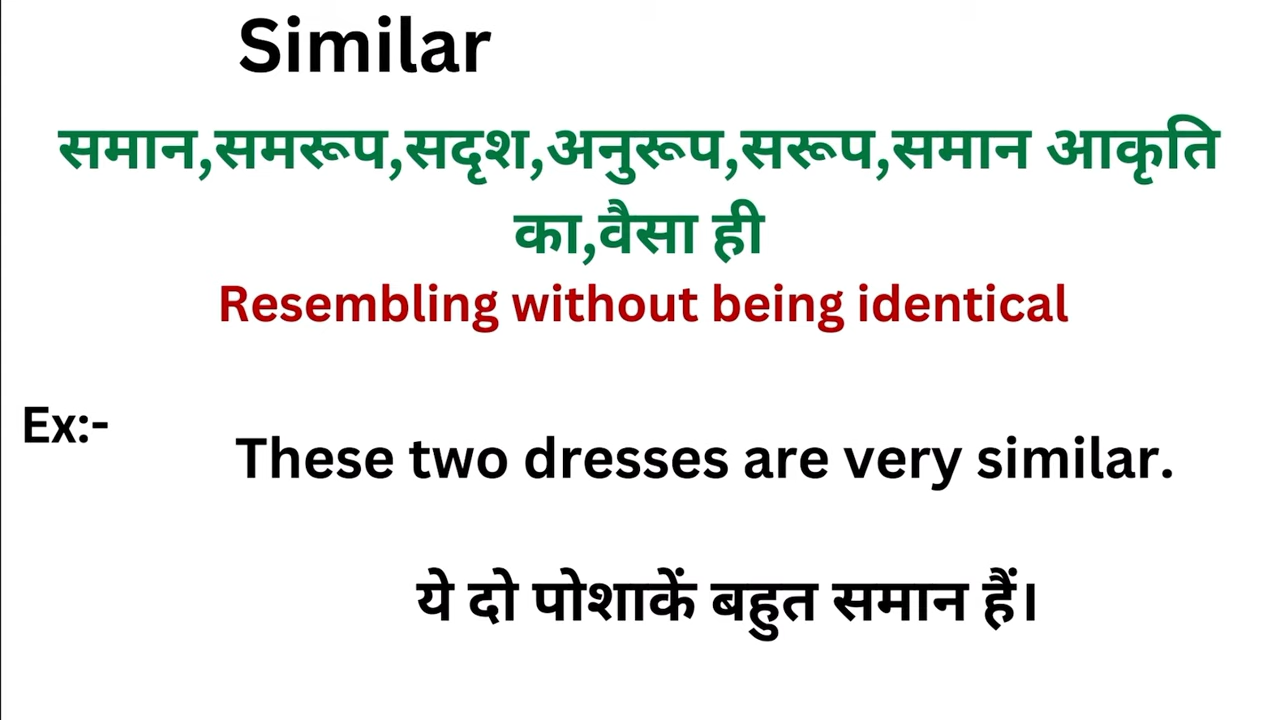 Similar
समान,समरूप,सदृश,अनुरूप,सरूप,समान आकृति
का,वैसा ही
Resembling without being identical
Ex:-
These two dresses are very similar.
ये दो पोशाकें बहुत समान हैं।